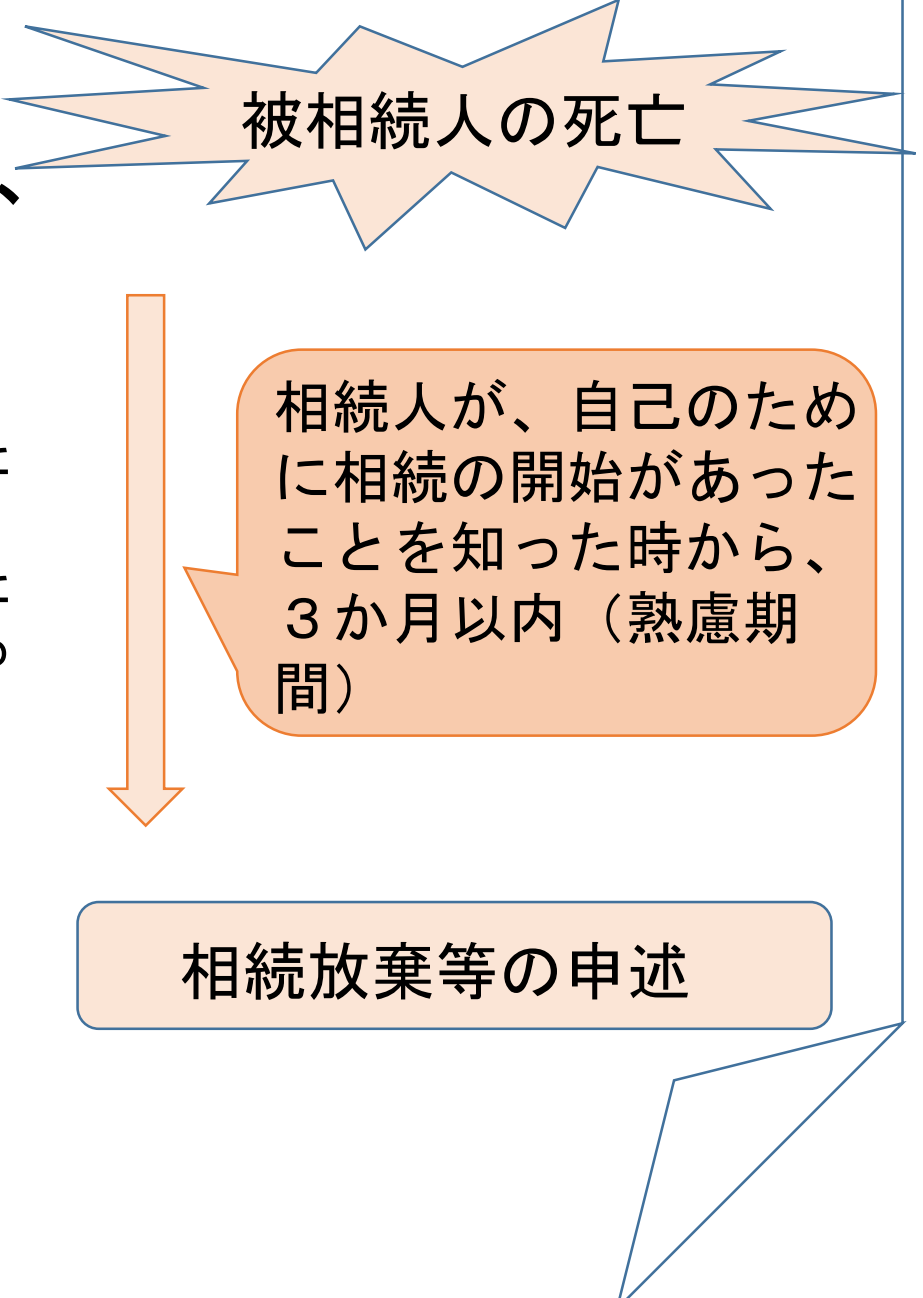 被相続人の死亡
、
相続人が、自己のため
に相続の開始があった
ことを知った時から、
３か月以内（熟慮期
間）
相続放棄等の申述